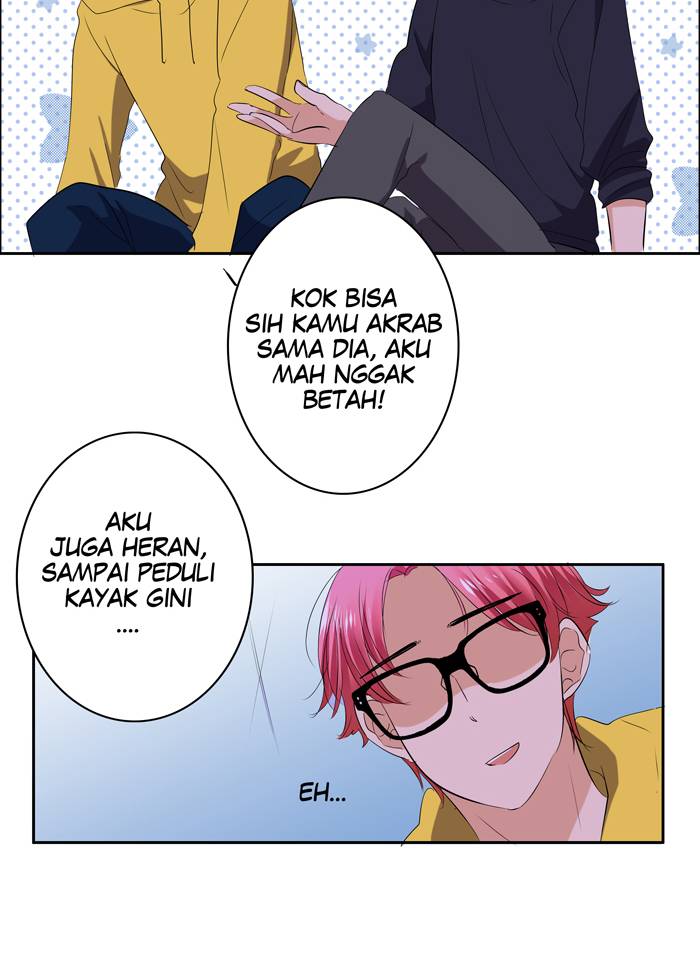 KOK BISA
SIH KAMU AKRAB
SAMA DIA, AKU
MAH NGGAK
BETAH!
AKU
JUGA HERAN,
SAMPAI PEDULI
KAYAK GINI
....
EH...